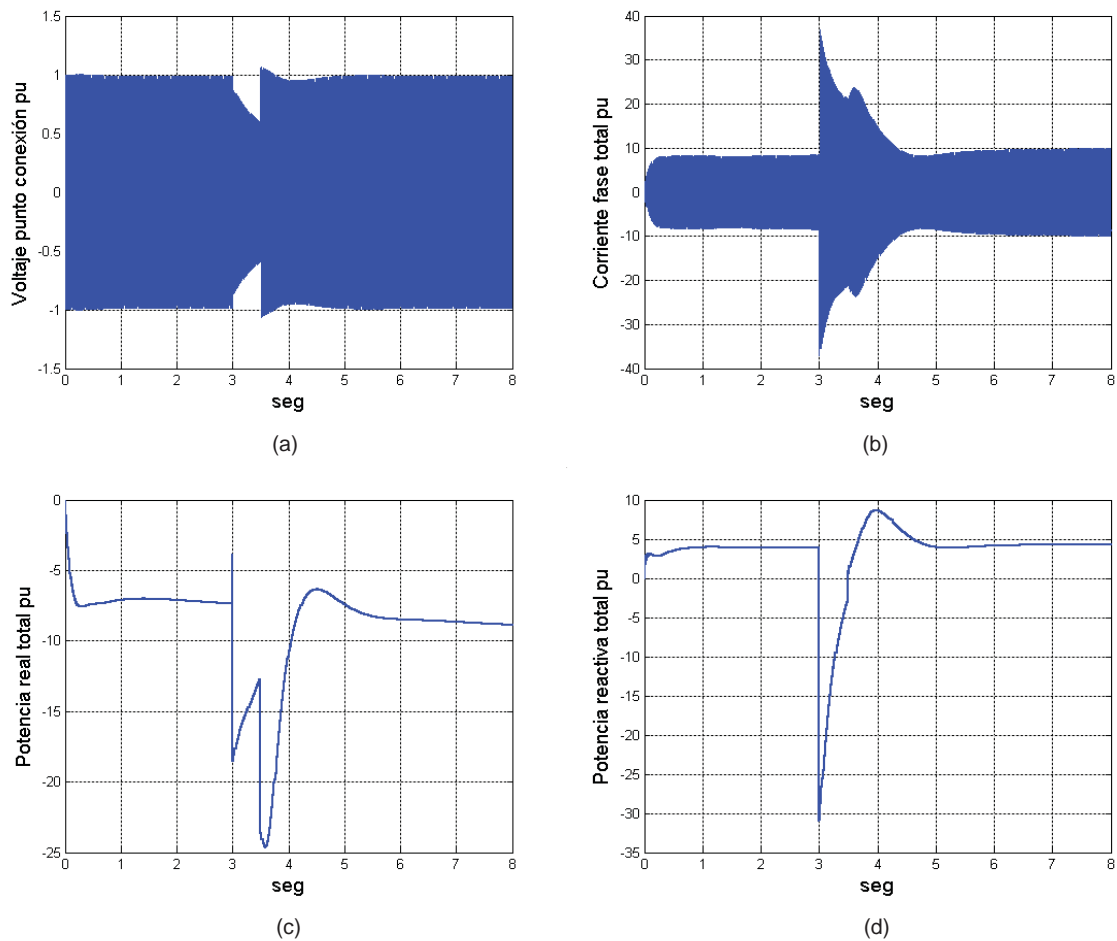 1.5
1
0.5
0
-0.5
-1
-1.5
Voltaje punto conexión pu
0 1 2 3 4 5 6 7 8
seg
(a)
40
30
20
10
0
-10
-20
-30
-40
Corriente fase total pu
0 1 2 3 4 5 6 7 8
seg
(b)
0
-5
-10
-15
-20
-25
Potencia real total pu
0 1 2 3 4 5 6 7 8
seg
(c)
10
5
0
-5
-10
-15
-20
-25
-30
-35
Potencia reactiva total pu
0 1 2 3 4 5 6 7 8
seg
(d)